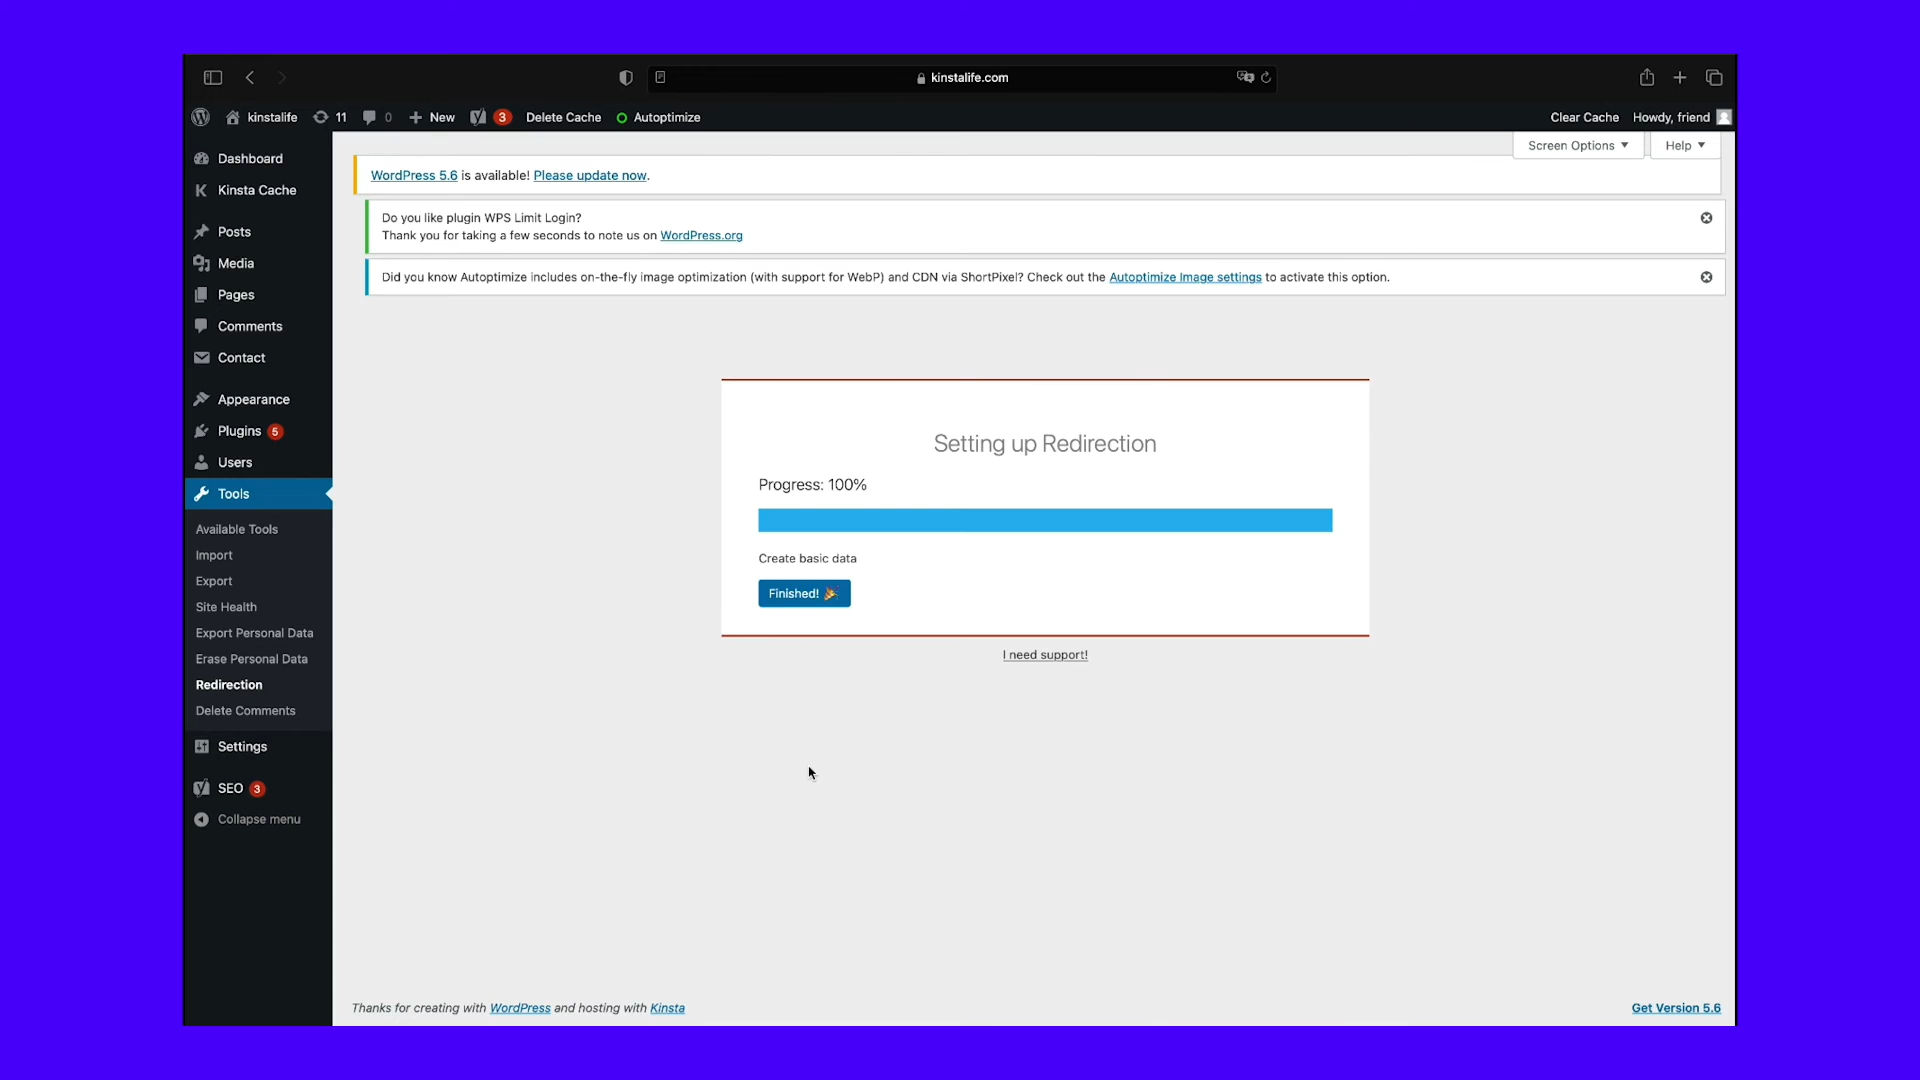 kinstalife.com
kinstalife 11 0 New 3 Delete Cache Autoptimize Clear Cache Howdy, friend
Screen Options ▼ Help ▼
Dashboard
Kinsta Cache
Posts
Media
Pages
Comments
Contact
Appearance
Plugins 5
Users
Tools
Available Tools
Import
Export
Site Health
Export Personal Data
Erase Personal Data
Redirection
Delete Comments
Settings
SEO 3
Collapse menu
WordPress 5.6 is available! Please update now.
Do you like plugin WPS Limit Login?
Thank you for taking a few seconds to note us on WordPress.org
Did you know Autoptimize includes on-the-fly image optimization (with support for WebP) and CDN via ShortPixel? Check out the Autoptimize Image settings to activate this option.
Setting up Redirection
Progress: 100%
Create basic data
Finished! 🎉
I need support!
Thanks for creating with WordPress and hosting with Kinsta
Get Version 5.6